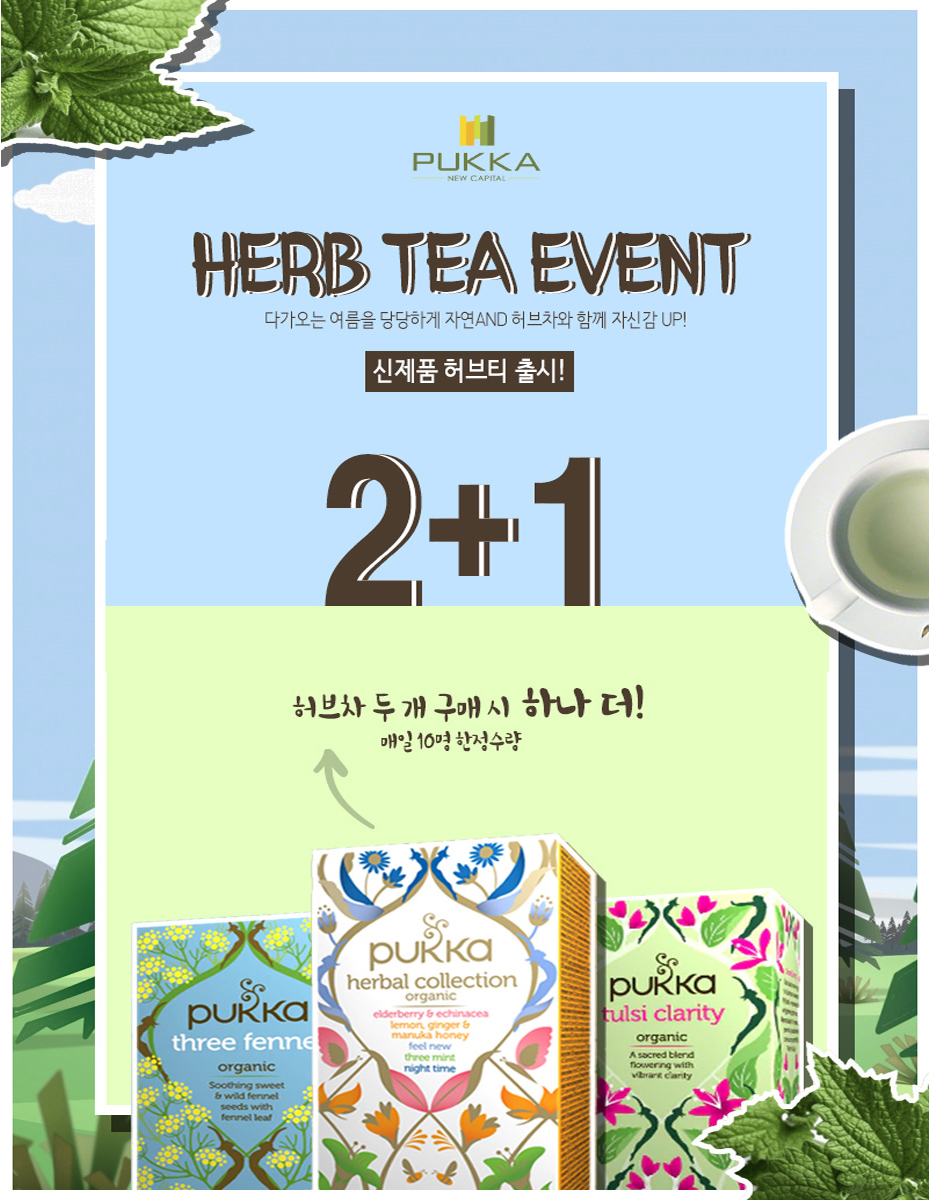 PUKKA
NEW CAPITAL
HERB TEA EVENT
다가오는 여름을 당당하게 자연AND 허브차와 함께 자신감 UP!
신제품 허브티 출시!
2+1
허브차 두 개 구매 시 하나 더!
매일 10명 한정수량
pukka
three fenne
organic
Soothing sweet
& wild fennel
seeds with
fennel leaf
pukka
herbal collection
organic
elderberry & echinacea
lemon, ginger &
manuka honey
feel new
three mint
night time
pukka
tulsi clarity
organic
A sacred blend
flowering with
vibrant clarity